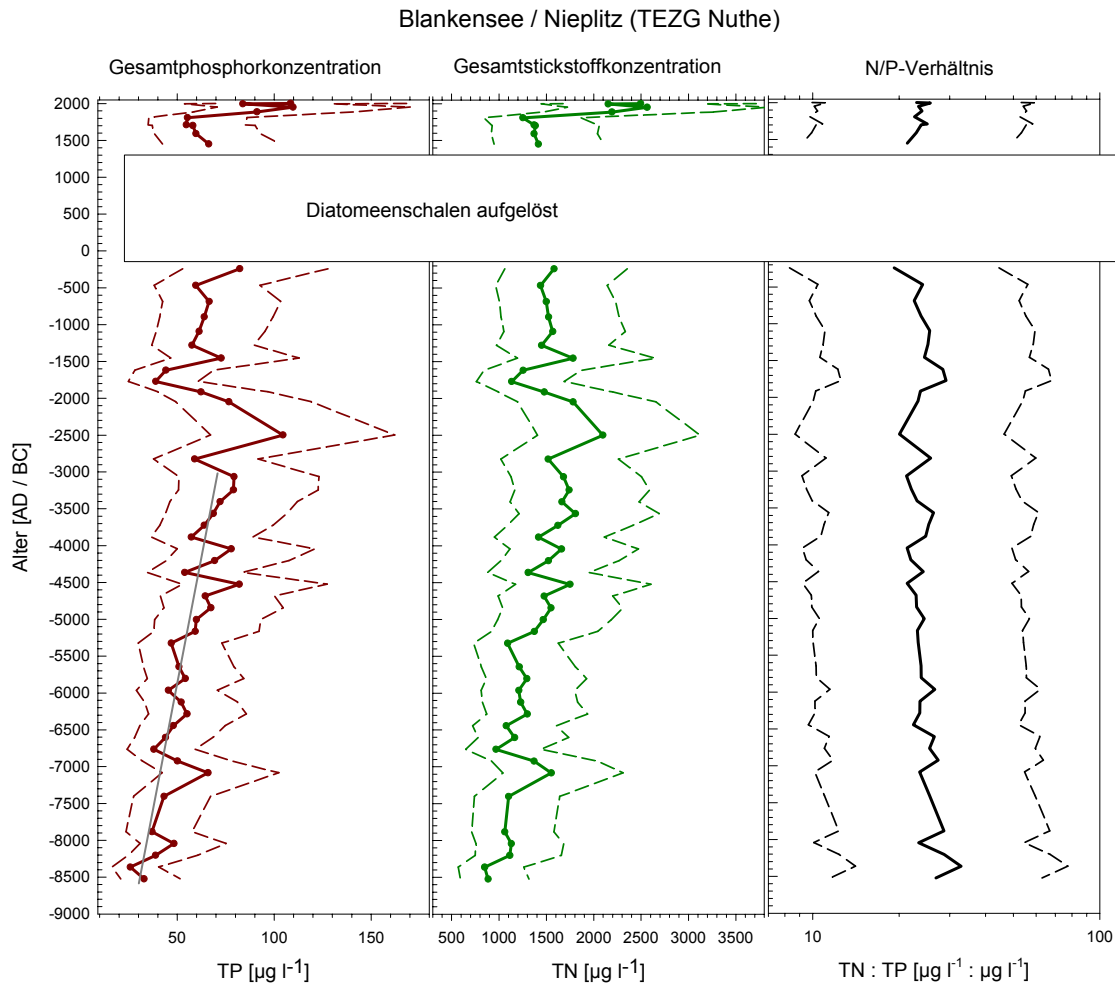 Blankensee / Nieplitz (TEZG Nuthe)
Gesamtphosphorkonzentration
Gesamtstickstoffkonzentration
N/P-Verhältnis
Alter [AD / BC]
2000
1500
1000
500
0
-500
-1000
-1500
-2000
-2500
-3000
-3500
-4000
-4500
-5000
-5500
-6000
-6500
-7000
-7500
-8000
-8500
-9000
Diatomeenschalen aufgelöst
50 100 150
500 1000 1500 2000 2500 3000 3500
10 100
TP [µg l-1)
TN [µg l-1]
TN : TP [µg l-1 : µg l-1]